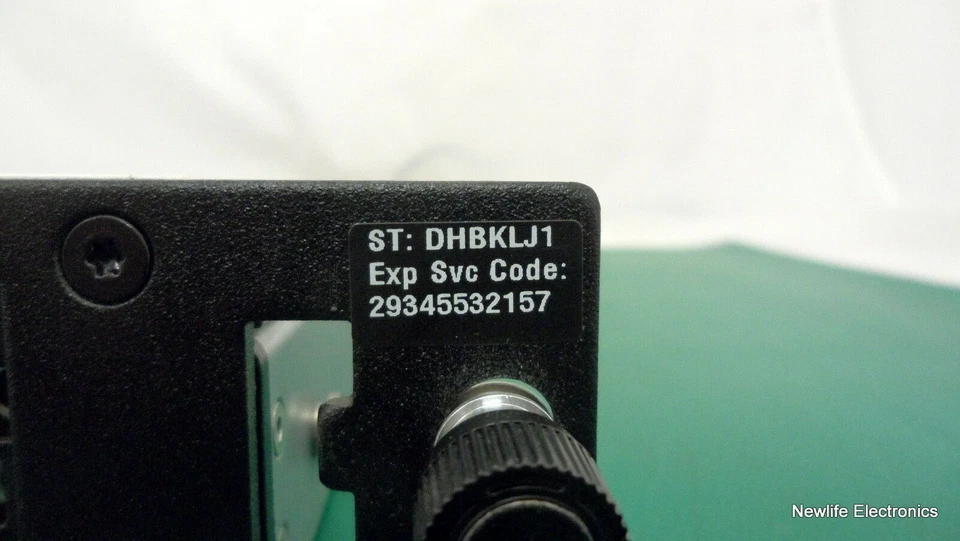 ST: DHBKLJ1
Exp Svc Code:
29345532157
Newlife Electronics